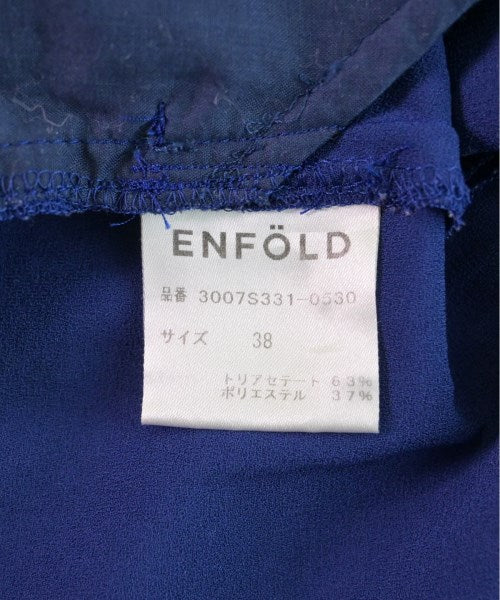 ENFÖLD
品番 3007S331-0530
サイズ 38
トリアセテート 63%
ポリエステル 37%